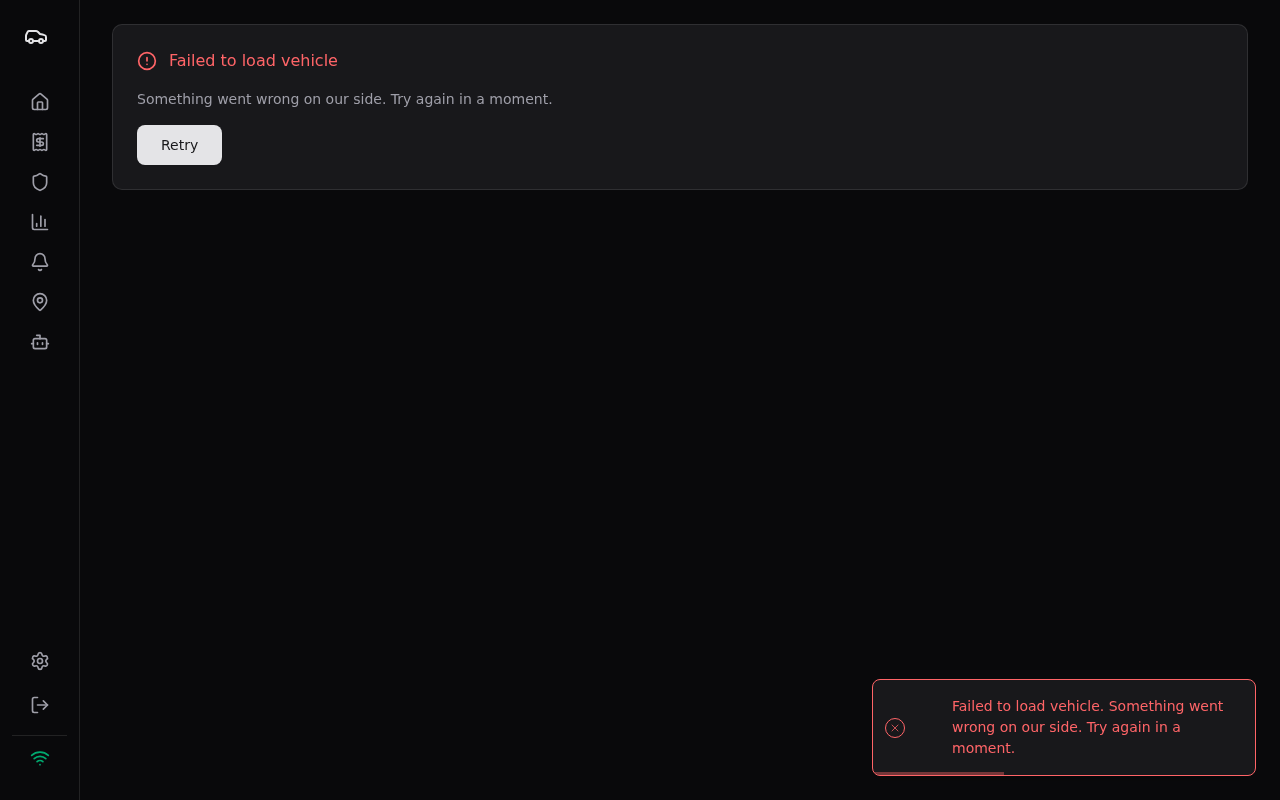 Failed to load vehicle
Something went wrong on our side. Try again in a moment.
Retry
Failed to load vehicle. Something went
wrong on our side. Try again in a
moment.